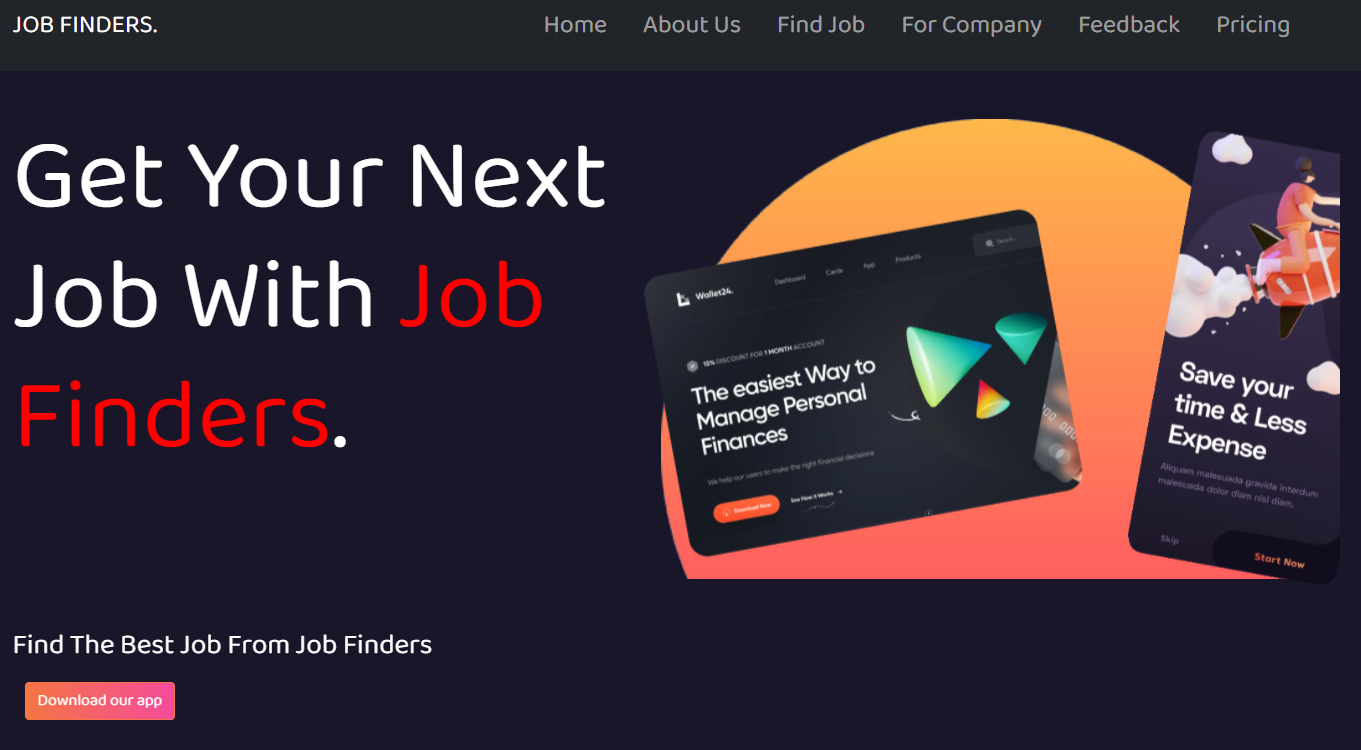 JOB FINDERS.
Home About Us Find Job For Company Feedback Pricing
Get Your Next
Job With Job
Finders.
Wallet24.
Dashboard Cards App Products
Search...
15% DISCOUNT FOR 1 MONTH ACCOUNT
The easiest Way to
Manage Personal
Finances
We help our users to make the right financial decisions
Download Now
See How It Works
Save your
time & Less
Expense
Aliquam malesuada gravida interdum
malesuada dolor diam nisl diam.
Skip
Start Now
Find The Best Job From Job Finders
Download our app